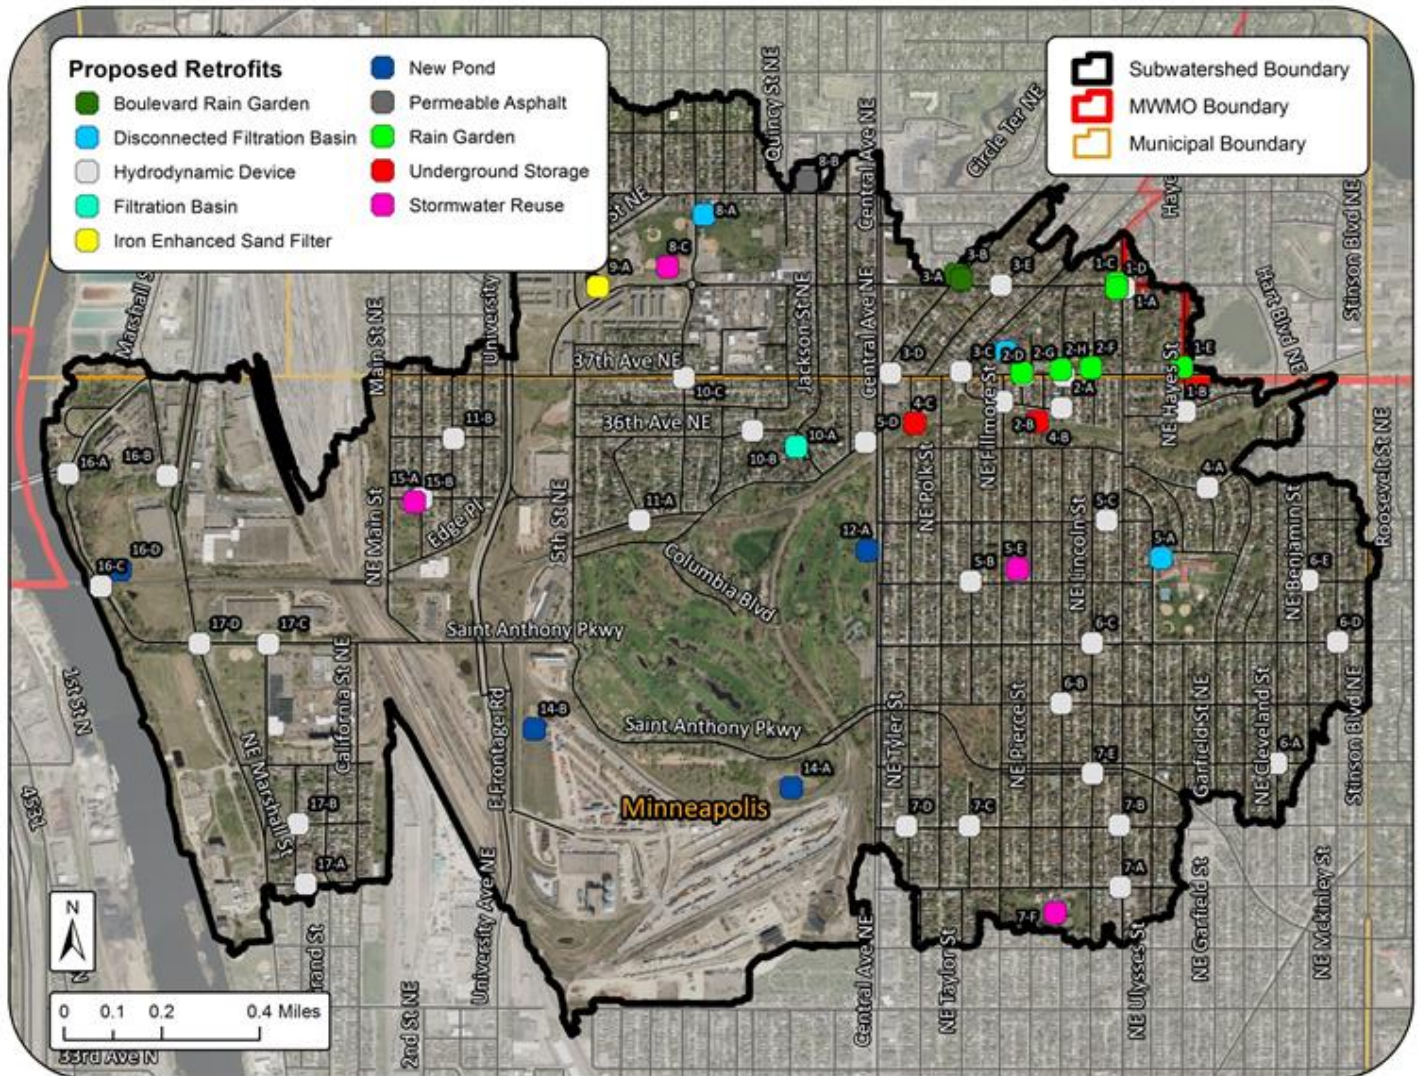 Proposed Retrofits
Boulevard Rain Garden
Disconnected Filtration Basin
Hydrodynamic Device
Filtration Basin
Iron Enhanced Sand Filter
New Pond
Permeable Asphalt
Rain Garden
Underground Storage
Stormwater Reuse
Subwatershed Boundary
MWMO Boundary
Municipal Boundary
Quincy St NE
Central Ave NE
Circle Ter NE
Stinson Blvd NE
Hart Blvd NE
St NE
8-B
8-A
8-C
9-A
3-B
3-A
3-E
1-C
1-D
1-A
Marshall S
Main St NE
University
Jackson St NE
Central Ave NE
37th Ave NE
3-D
3-C
2-D
2-G
2-H
2-F
1-E
NE Hayes St
1-B
2-A
10-C
36th Ave NE
11-B
5-D
4-C
2-B
4-B
NE Fillmore St
10-A
10-B
Roosevelt St NE
16-A
16-B
15-A
15-B
Edge Pl
NE Main St
5th St NE
11-A
NE Polk St
4-A
5-C
NE Lincoln St
NE Benjamin St
12-A
5-B
5-E
5-A
6-E
16-D
16-C
Columbia Blvd
17-D
17-C
Saint Anthony Pkwy
6-C
6-D
1st St N
California St NE
E Frontage Rd
14-B
Saint Anthony Pkwy
NE Tyler St
NE Pierce St
6-B
Garfield St NE
NE Cleveland St
Stinson Blvd NE
NE Marshall St
7-E
6-A
14-A
Minneapolis
17-B
7-D
7-C
7-B
17-A
7-A
University Ave NE
7-F
NE Garfield St
NE Mckinley St
N
Central Ave NE
NE Taylor St
NE Ulysses St
rand St
2nd St NE
0 0.1 0.2 0.4 Miles
33rd Ave N